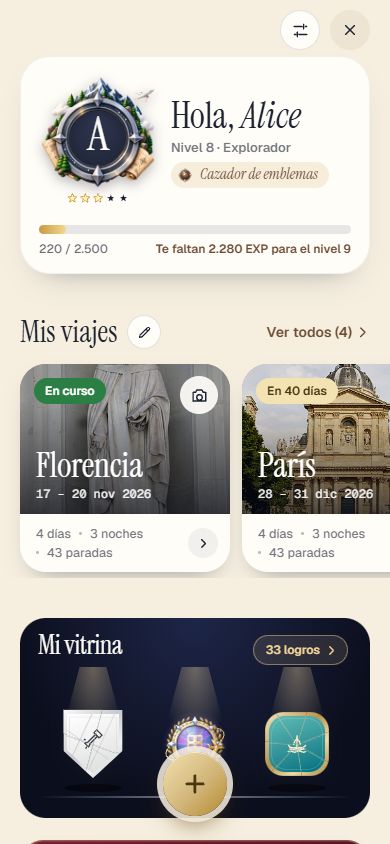 A
Hola, Alice
Nivel 8 · Explorador
Cazador de emblemas
220 / 2.500
Te faltan 2.280 EXP para el nivel 9
Mis viajes
Ver todos (4)
En curso
Florencia
17 – 20 nov 2026
4 días • 3 noches
• 43 paradas
En 40 días
París
28 – 31 dic 2026
4 días • 3 noches
• 43 paradas
Mi vitrina
33 logros